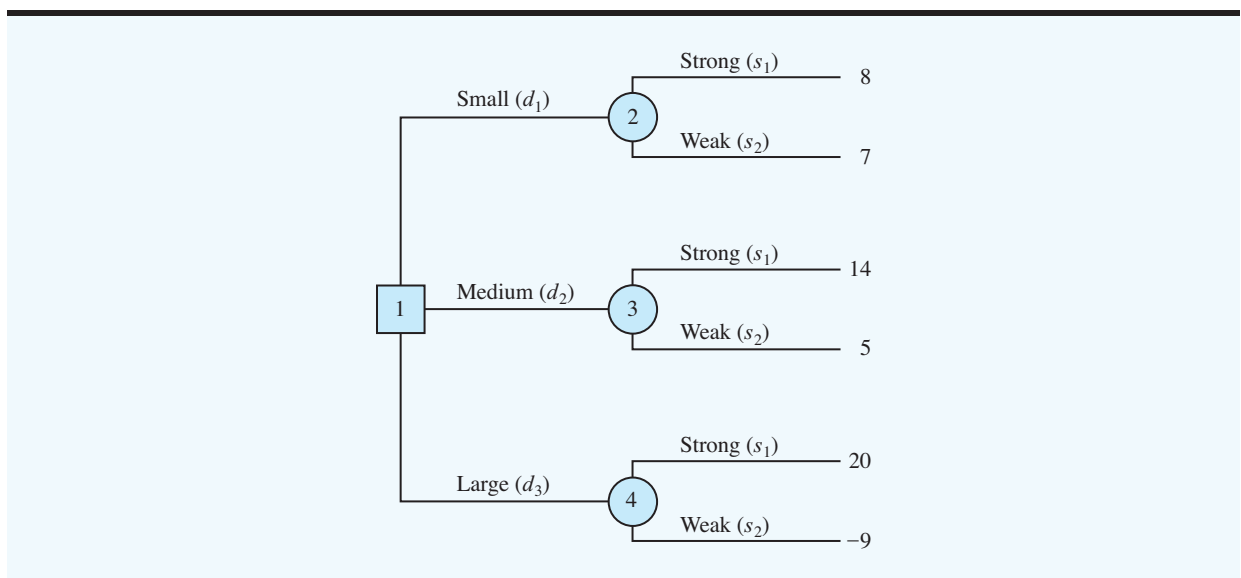 Strong (s₁) 8
Small (d₁)
2
Weak (s₂) 7
Strong (s₁) 14
Medium (d₂)
1
3
Weak (s₂) 5
Strong (s₁) 20
Large (d₃)
4
Weak (s₂) −9